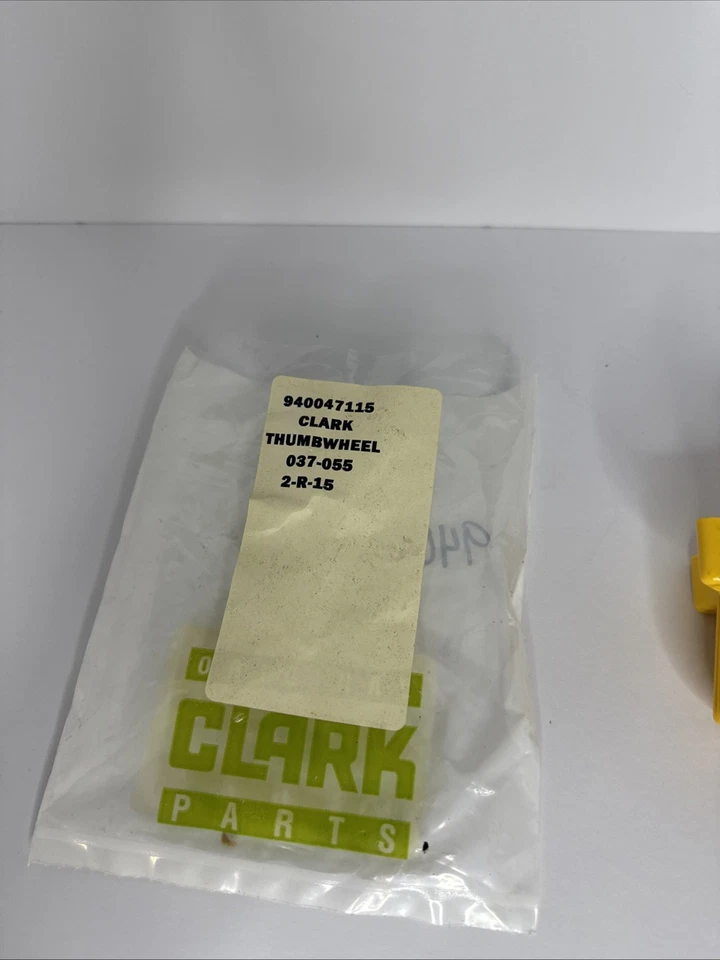 940047115
CLARK
THUMBWHEEL
037-055
2-R-15
CLARK
PARTS